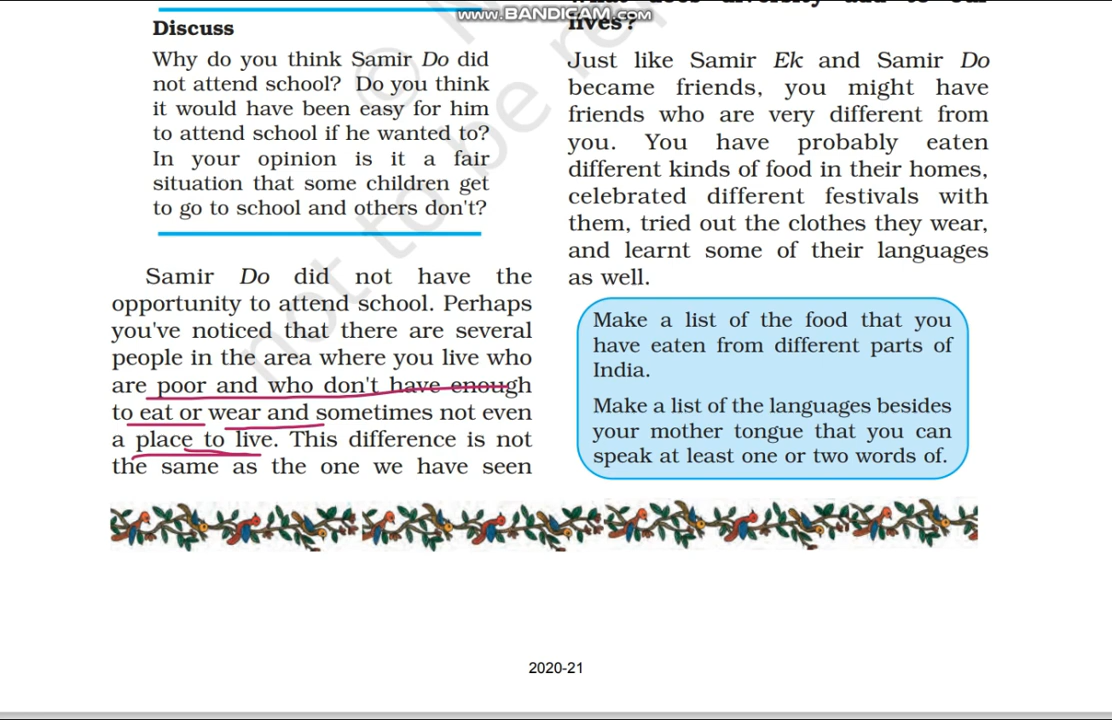 www.BANDICAM.com
Discuss
Why do you think Samir Do did
not attend school? Do you think
it would have been easy for him
to attend school if he wanted to?
In your opinion is it a fair
situation that some children get
to go to school and others don't?
Samir Do did not have the
opportunity to attend school. Perhaps
you've noticed that there are several
people in the area where you live who
are poor and who don't have enough
to eat or wear and sometimes not even
a place to live. This difference is not
the same as the one we have seen
What does diversity add to our
lives?
Just like Samir Ek and Samir Do
became friends, you might have
friends who are very different from
you. You have probably eaten
different kinds of food in their homes,
celebrated different festivals with
them, tried out the clothes they wear,
and learnt some of their languages
as well.
Make a list of the food that you
have eaten from different parts of
India.
Make a list of the languages besides
your mother tongue that you can
speak at least one or two words of.
not to be re
2020-21